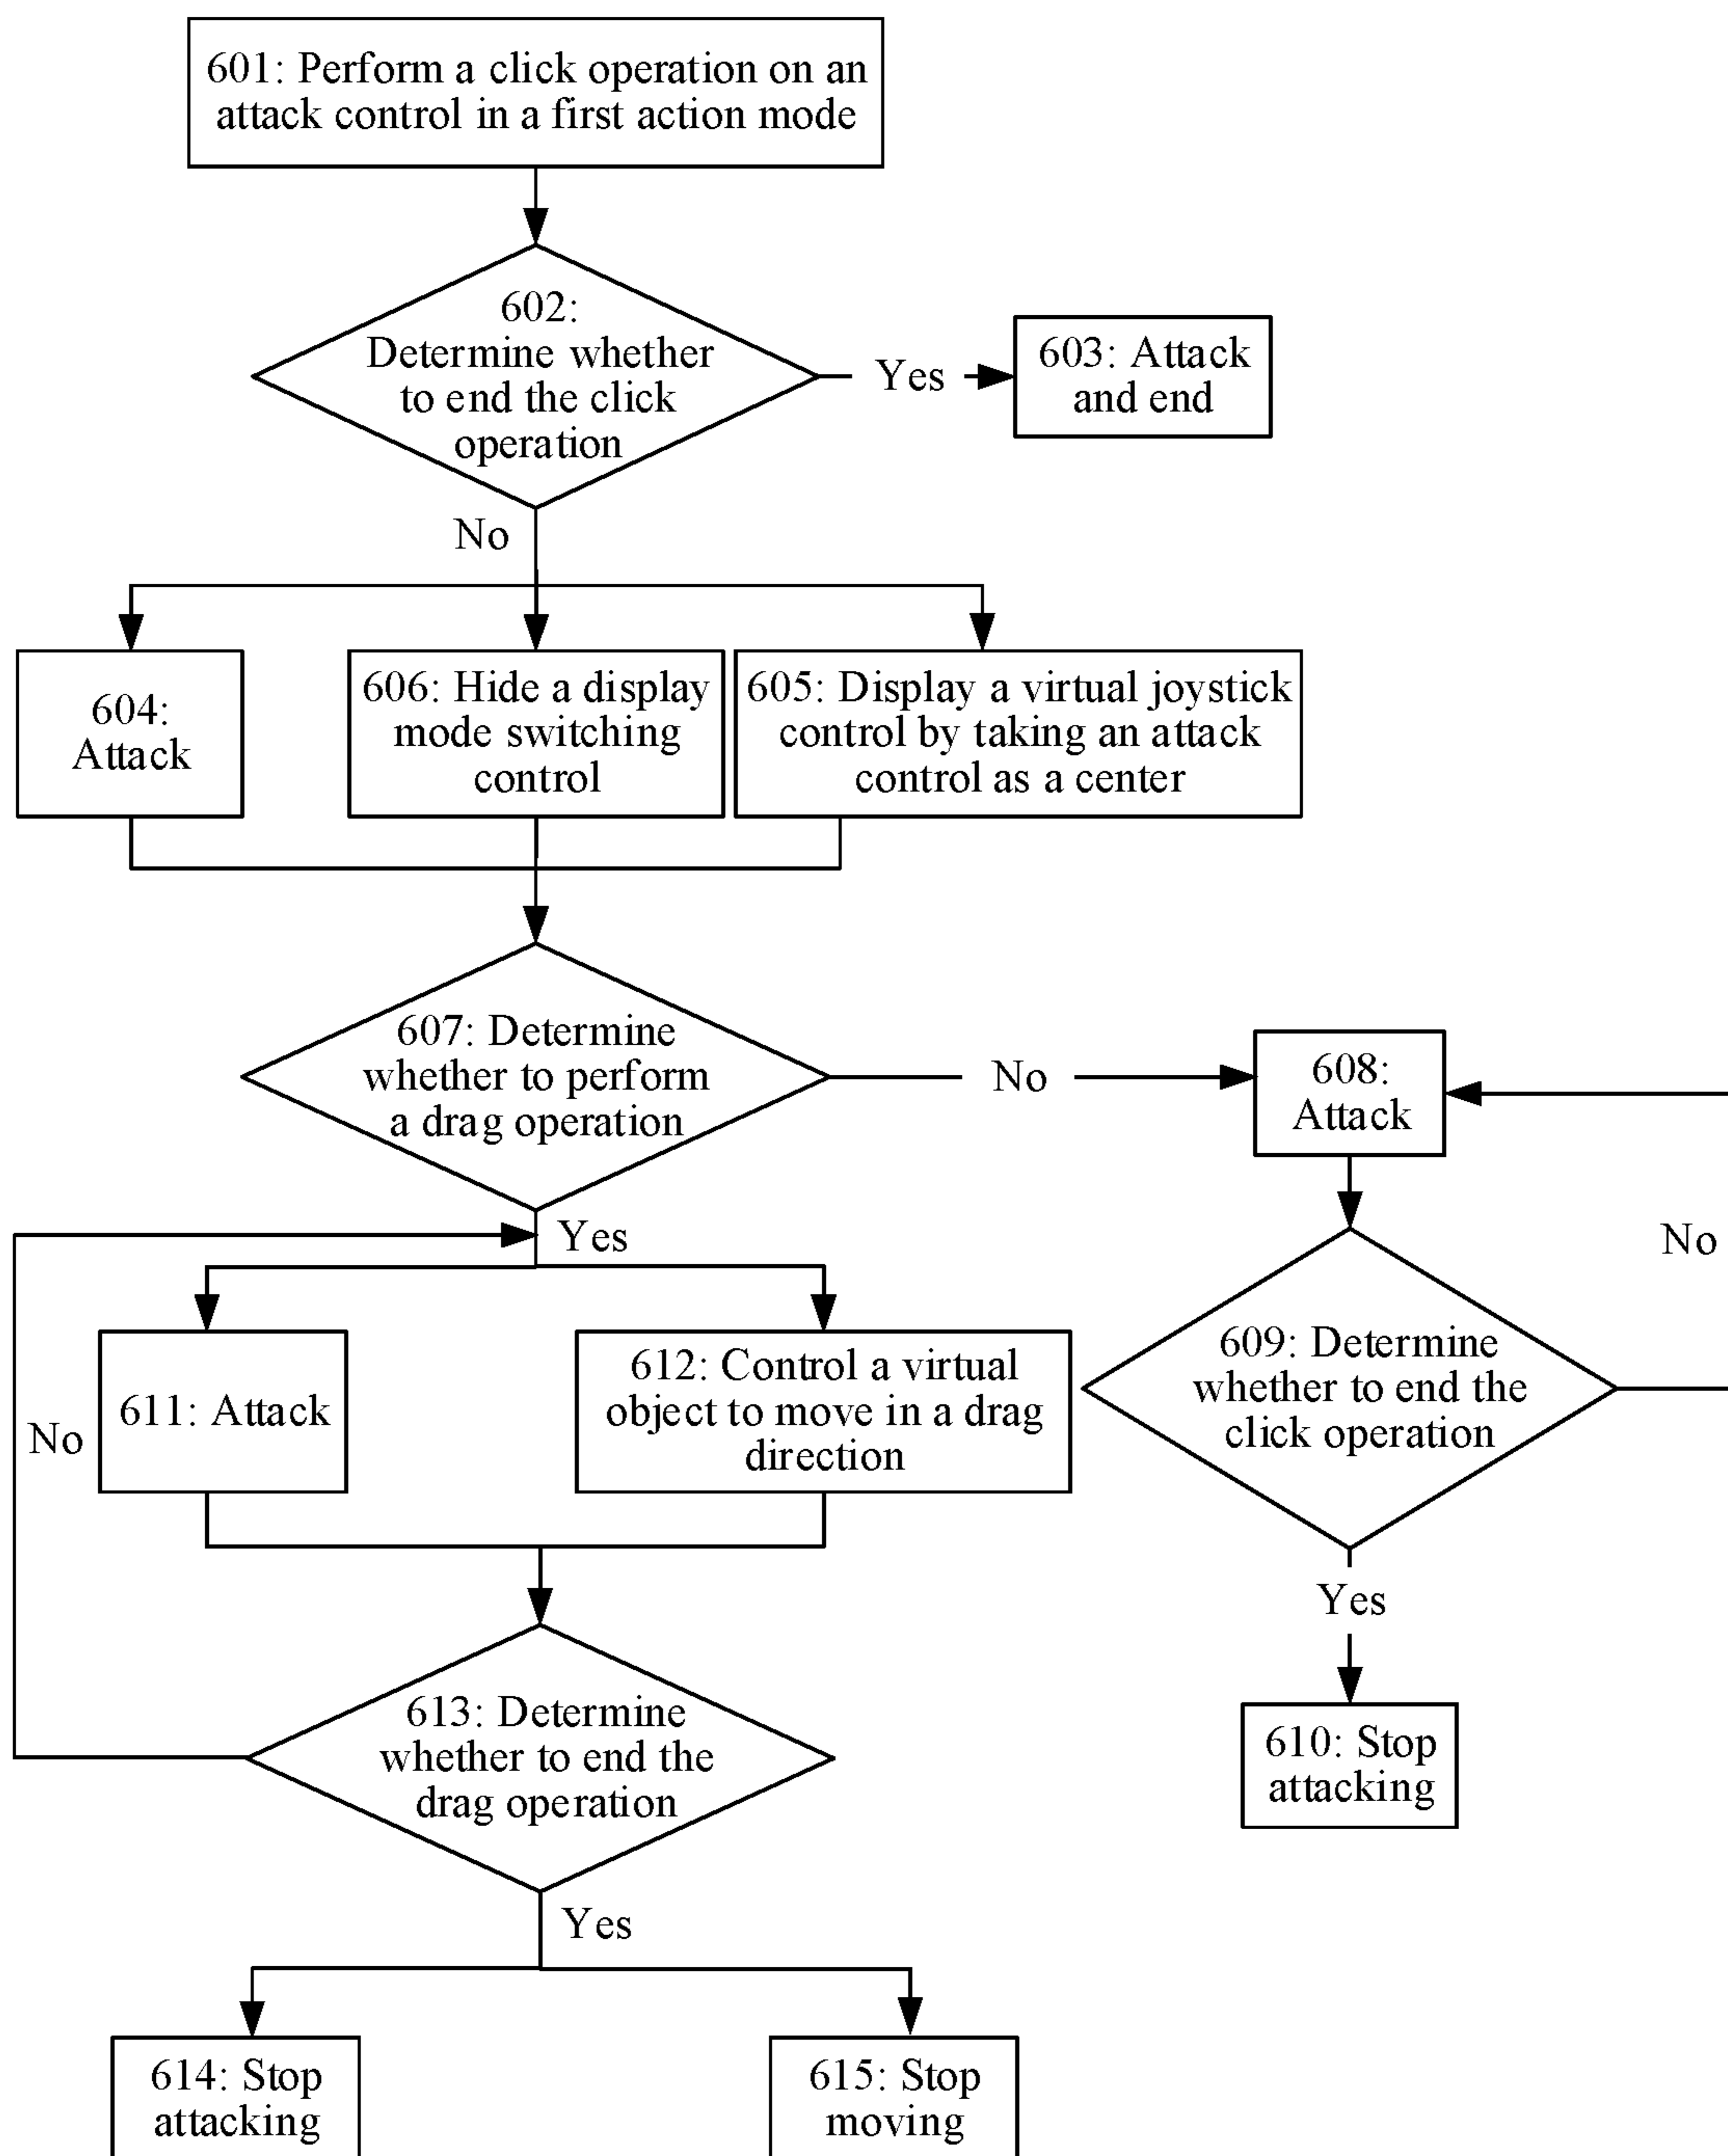 601: Perform a click operation on an
attack control in a first action mode
602:
Determine whether
to end the click
operation
Yes
603: Attack
and end
No
604:
Attack
606: Hide a display
mode switching
control
605: Display a virtual joystick
control by taking an attack
control as a center
607: Determine
whether to perform
a drag operation
No
608:
Attack
Yes
No
611: Attack
612: Control a virtual
object to move in a drag
direction
609: Determine
whether to end the
click operation
No
Yes
613: Determine
whether to end the
drag operation
610: Stop
attacking
Yes
614: Stop
attacking
615: Stop
moving